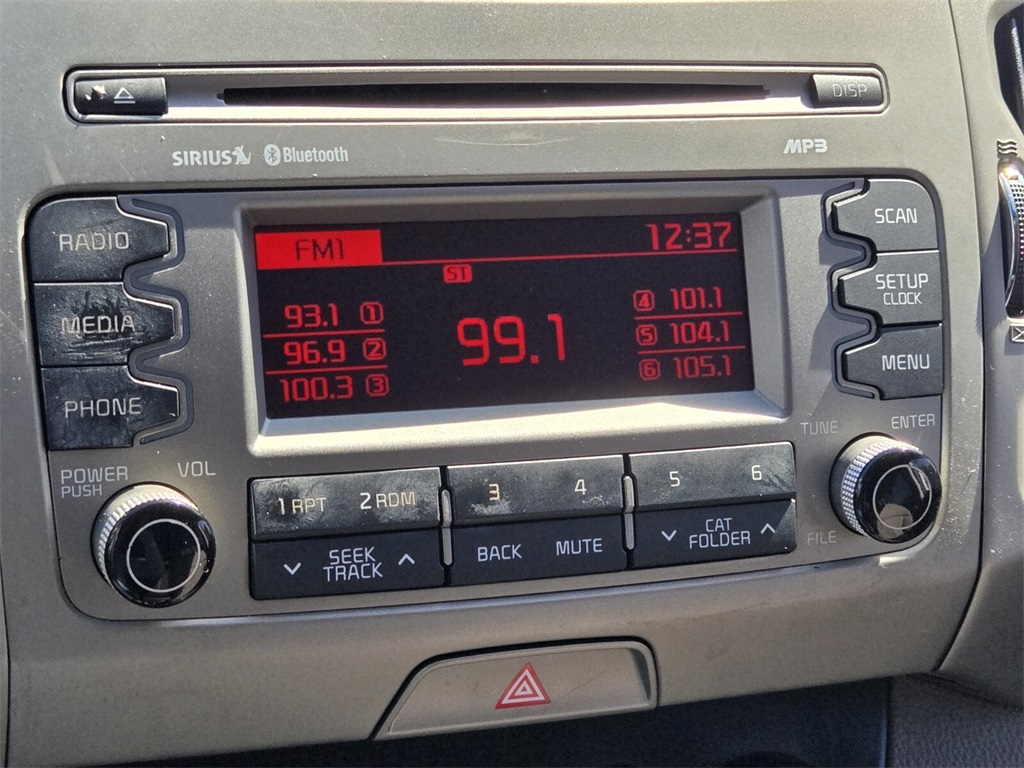 DISP
SIRIUS Bluetooth MP3
RADIO
MEDIA
PHONE
FM1 12:37
ST
93.1 1
96.9 2
100.3 3
99.1
4 101.1
5 104.1
6 105.1
SCAN
SETUP
CLOCK
MENU
POWER
PUSH
VOL
1 RPT 2 RDM 3 4 5 6
SEEK
TRACK
BACK MUTE
CAT
FOLDER
TUNE
ENTER
FILE